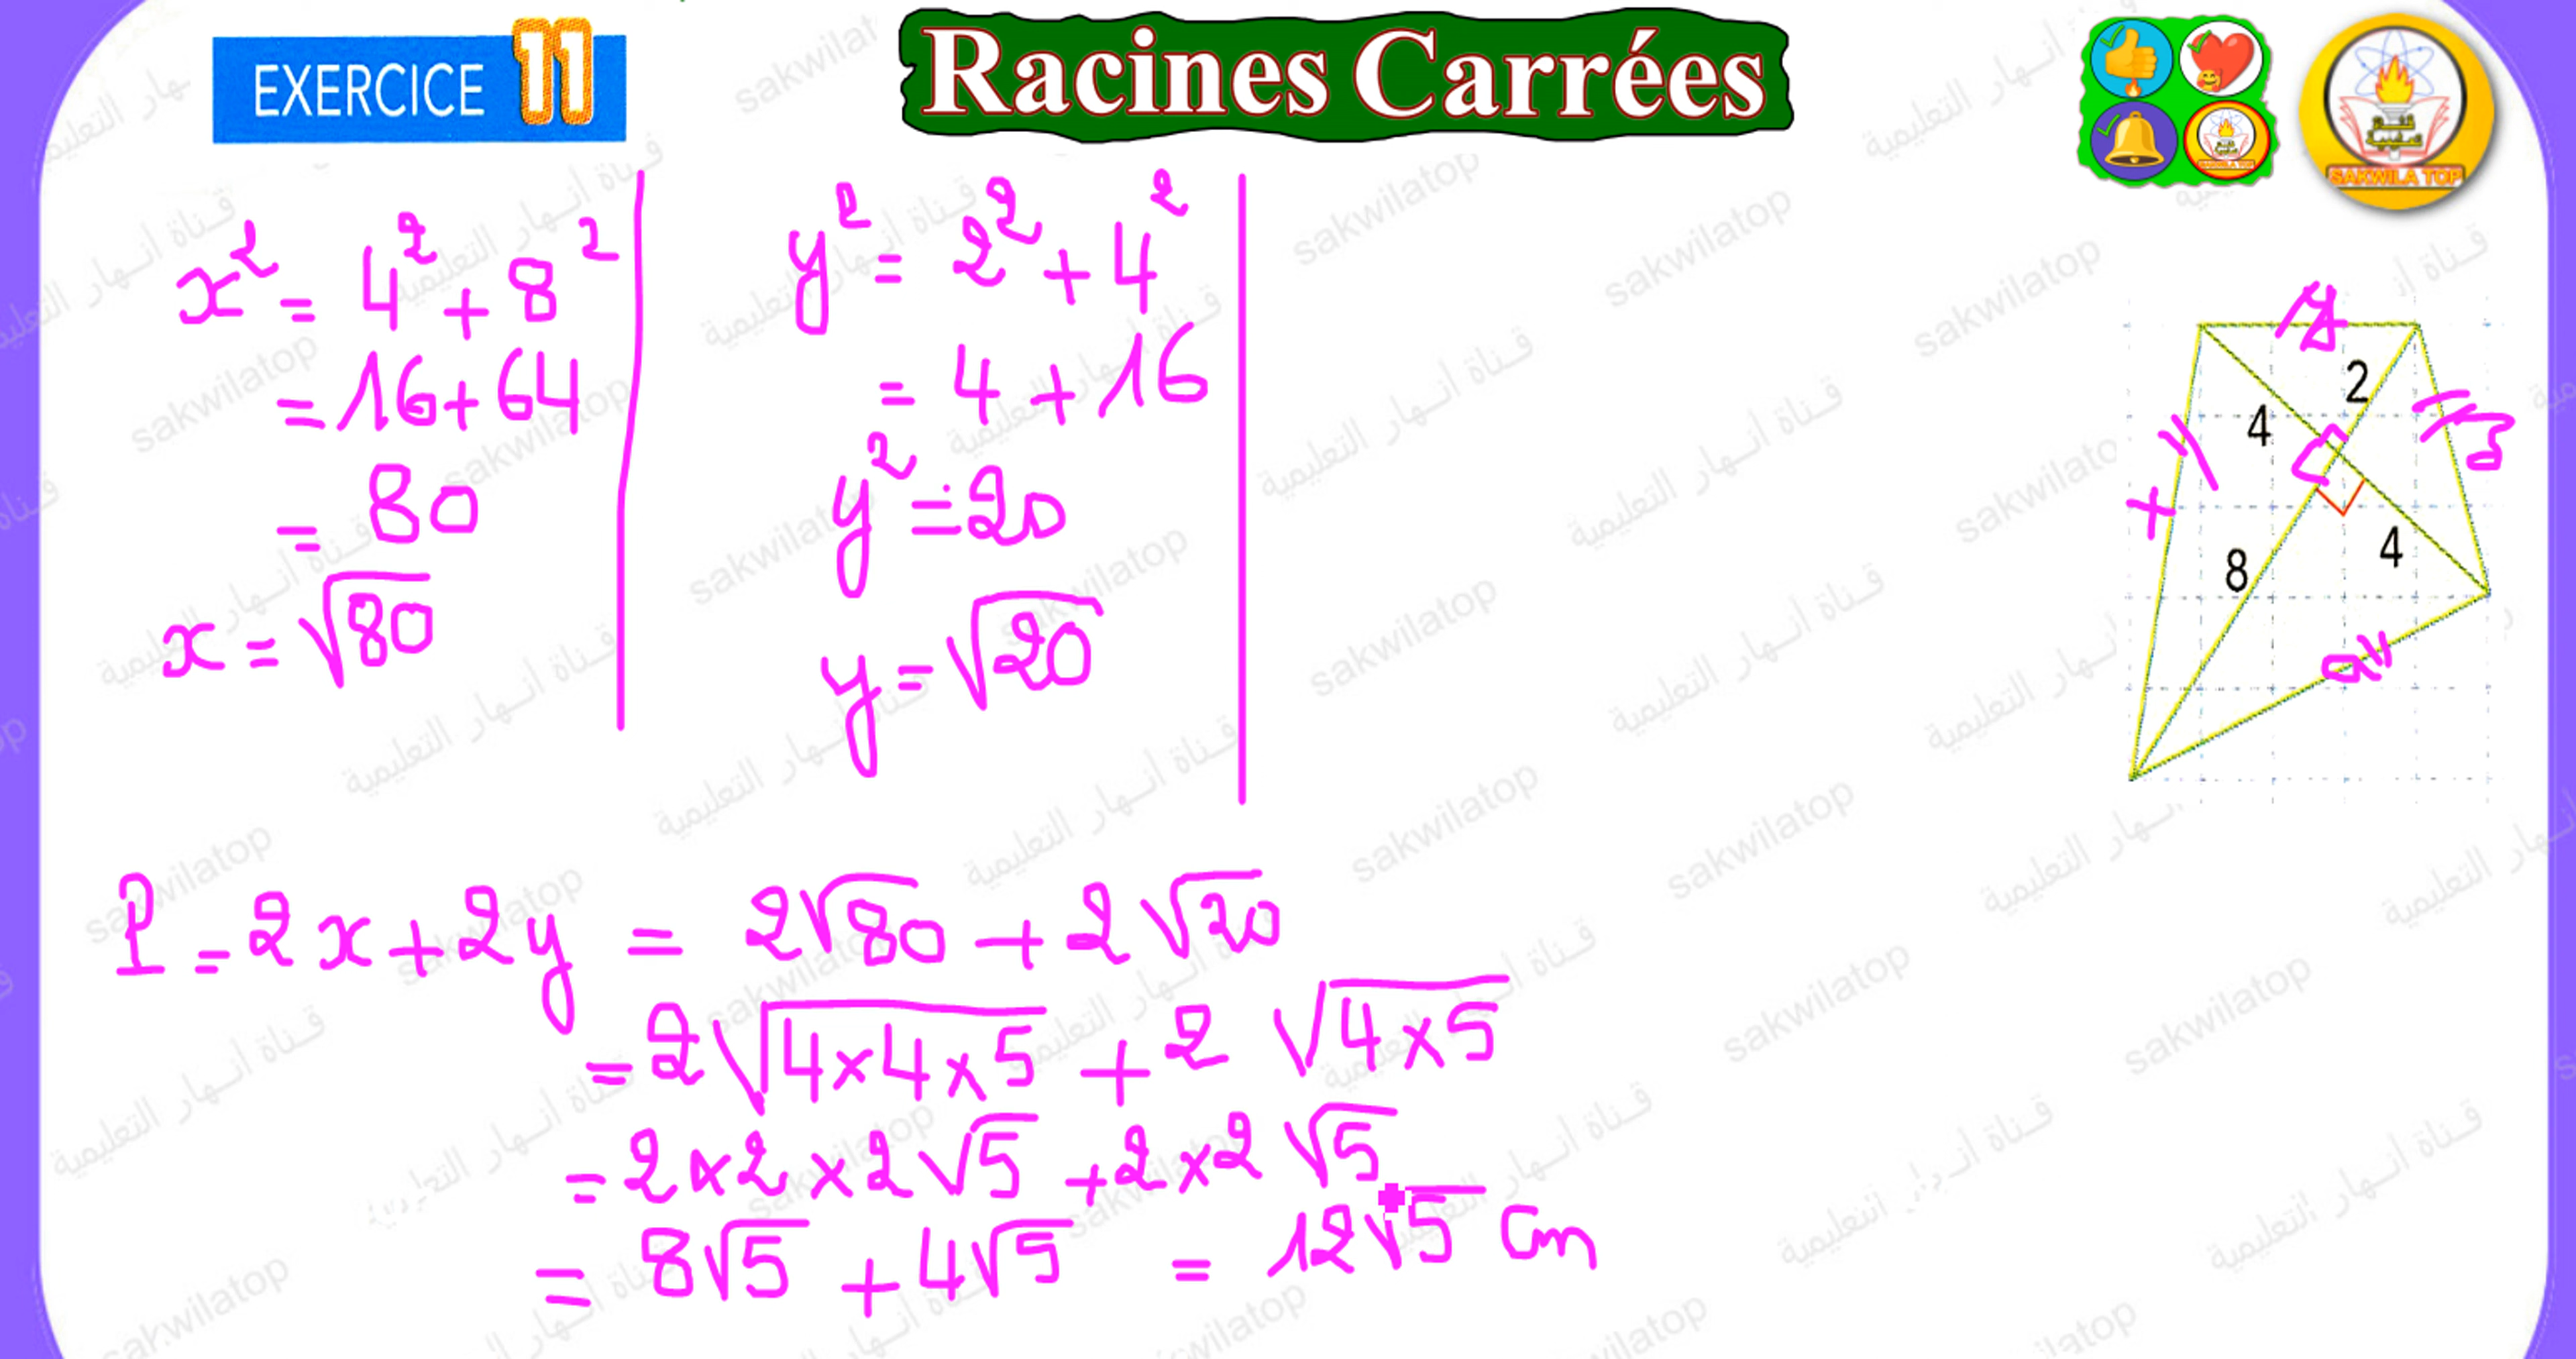 EXERCICE 11
Racines Carrées
SAKWILA TOP
x² = 4² + 8²
= 16 + 64
= 80
x = √80
y² = 2² + 4²
= 4 + 16
y² = 20
y = √20
y
2
4
x
8
4
P = 2x + 2y = 2√80 + 2√20
= 2√4×4×5 + 2√4×5
= 2×2×2√5 + 2×2√5
= 8√5 + 4√5 = 12√5 cm
sakwilatop
قناة أنهار التعليمية